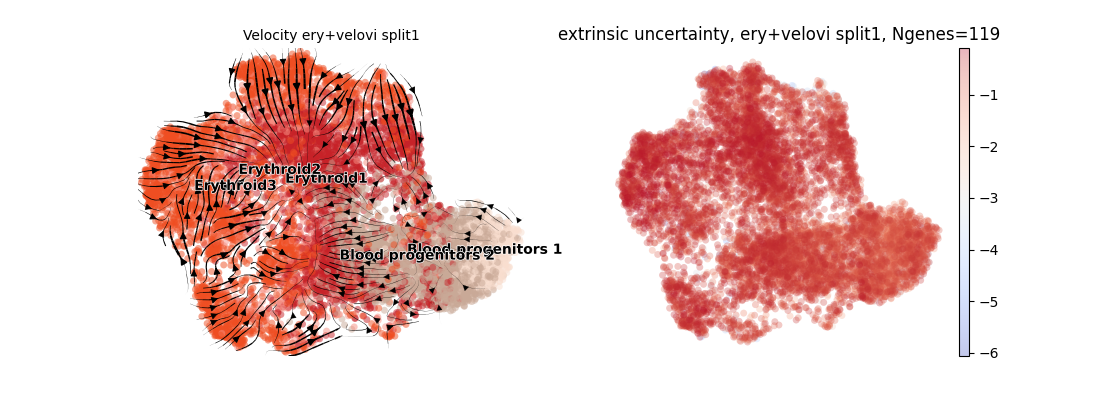 Velocity ery+velovi split1
Erythroid2
Erythroid3
Erythroid1
Blood progenitors 1
Blood progenitors 2
extrinsic uncertainty, ery+velovi split1, Ngenes=119
−1
−2
−3
−4
−5
−6